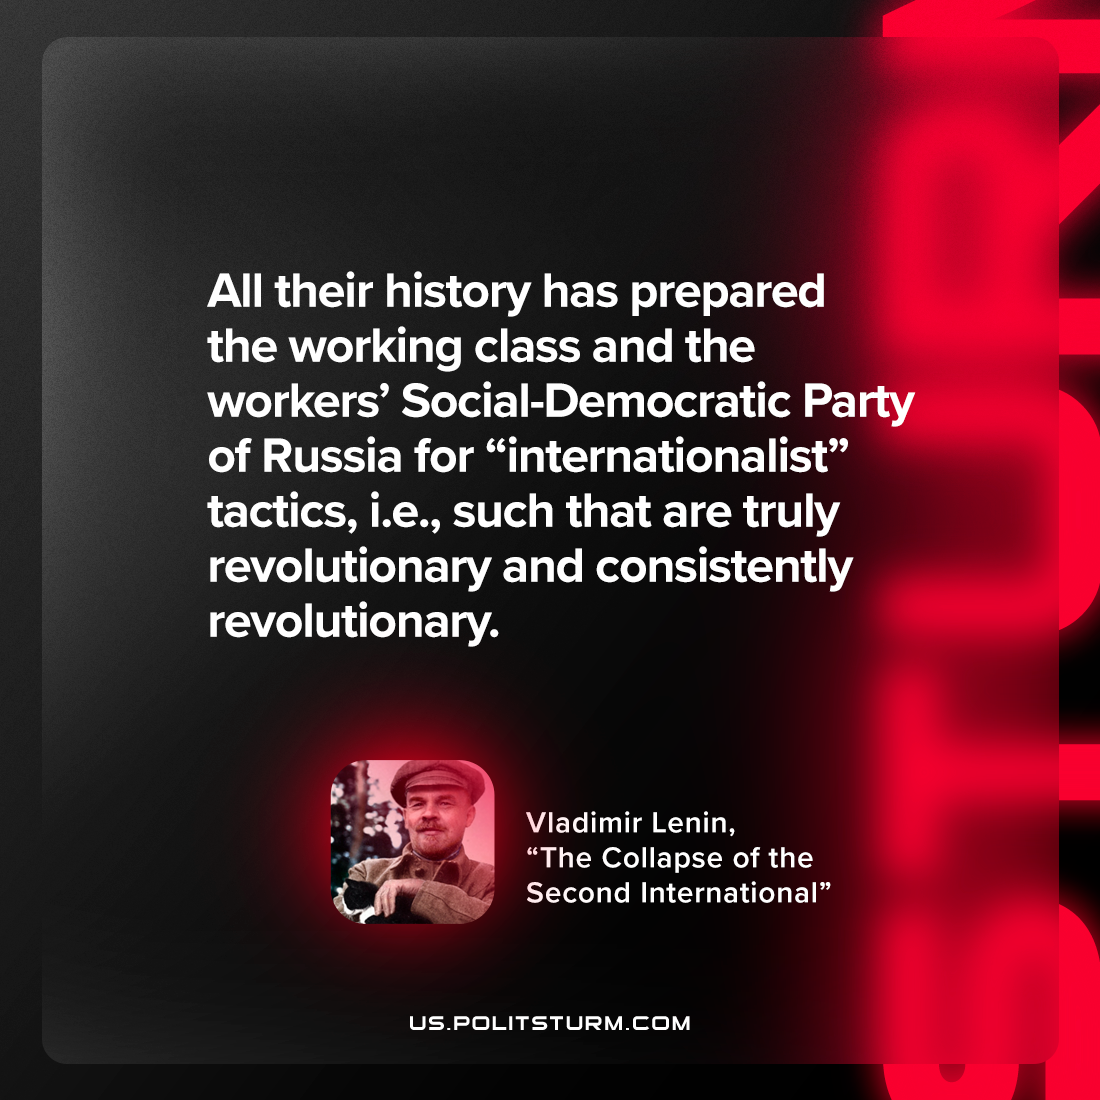 All their history has prepared
the working class and the
workers’ Social-Democratic Party
of Russia for “internationalist”
tactics, i.e., such that are truly
revolutionary and consistently
revolutionary.
Vladimir Lenin,
“The Collapse of the
Second International”
US.POLITSTURM.COM
STURM